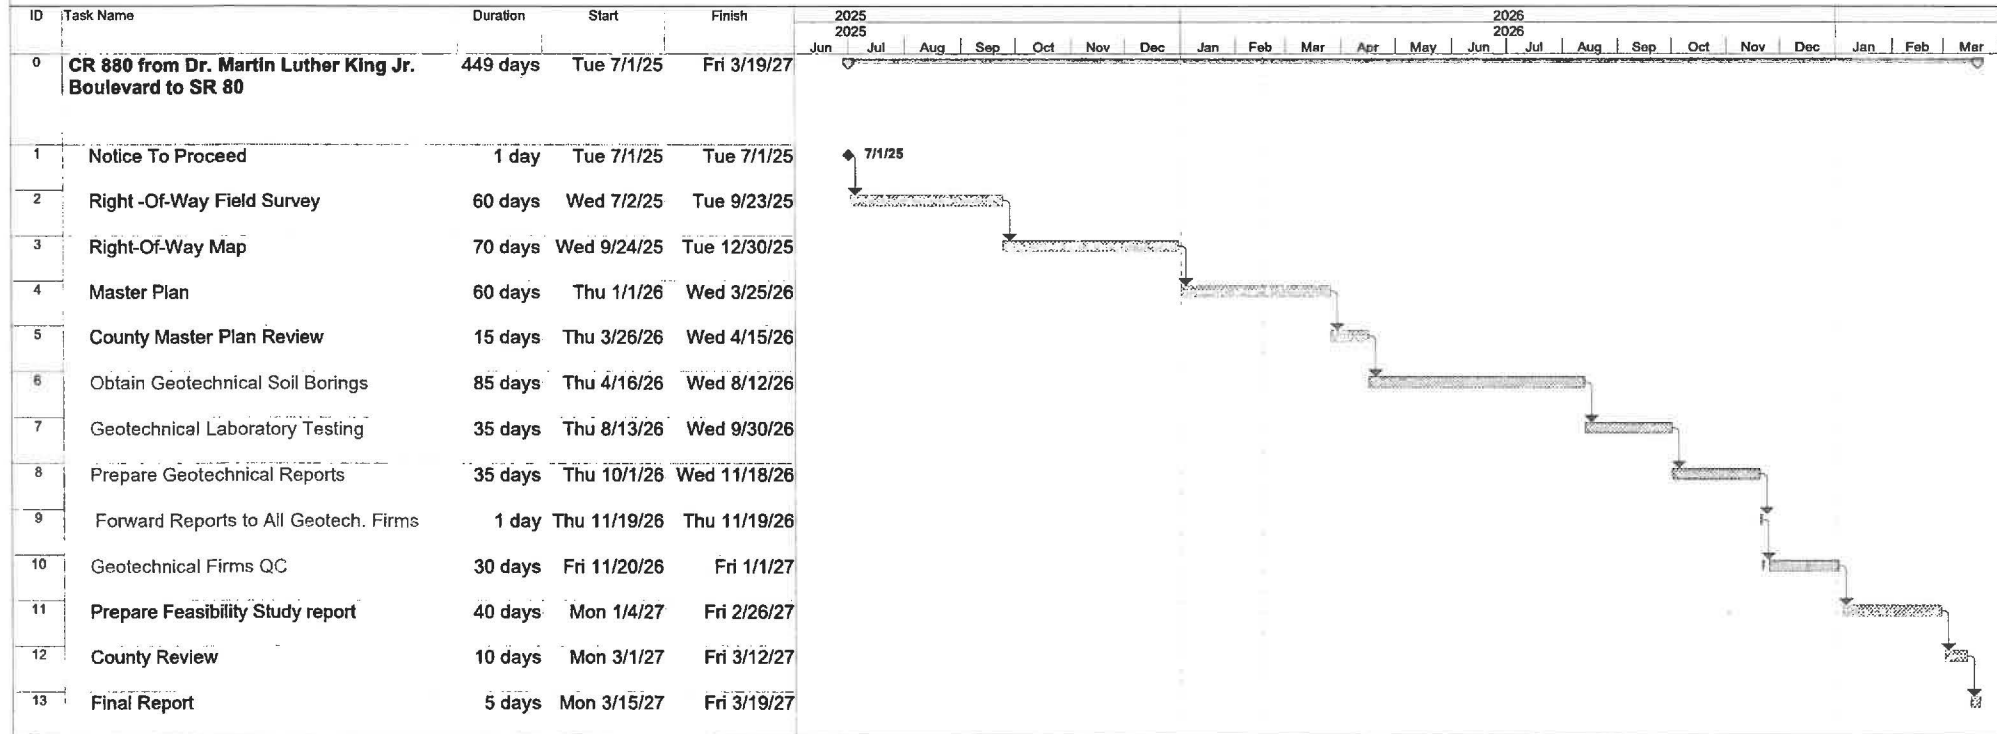 ID Task Name Duration Start Finish 2025 2026
2025 2026
Jun Jul Aug Sep Oct Nov Dec Jan Feb Mar Apr May Jun Jul Aug Sep Oct Nov Dec Jan Feb Mar
0 CR 880 from Dr. Martin Luther King Jr. 449 days Tue 7/1/25 Fri 3/19/27
Boulevard to SR 80
1 Notice To Proceed 1 day Tue 7/1/25 Tue 7/1/25 7/1/25
2 Right -Of-Way Field Survey 60 days Wed 7/2/25 Tue 9/23/25
3 Right-Of-Way Map 70 days Wed 9/24/25 Tue 12/30/25
4 Master Plan 60 days Thu 1/1/26 Wed 3/25/26
5 County Master Plan Review 15 days Thu 3/26/26 Wed 4/15/26
6 Obtain Geotechnical Soil Borings 85 days Thu 4/16/26 Wed 8/12/26
7 Geotechnical Laboratory Testing 35 days Thu 8/13/26 Wed 9/30/26
8 Prepare Geotechnical Reports 35 days Thu 10/1/26 Wed 11/18/26
9 Forward Reports to All Geotech. Firms 1 day Thu 11/19/26 Thu 11/19/26
10 Geotechnical Firms QC 30 days Fri 11/20/26 Fri 1/1/27
11 Prepare Feasibility Study report 40 days Mon 1/4/27 Fri 2/26/27
12 County Review 10 days Mon 3/1/27 Fri 3/12/27
13 Final Report 5 days Mon 3/15/27 Fri 3/19/27